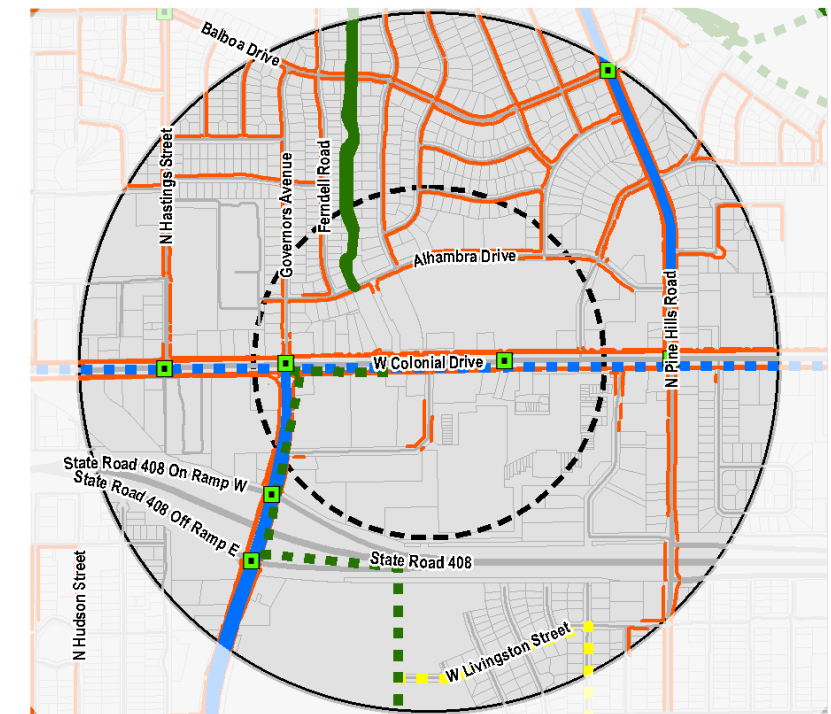 Balboa Drive
N Hastings Street
Governors Avenue
Ferndell Road
Alhambra Drive
N Pine Hills Road
W Colonial Drive
State Road 408 On Ramp W
State Road 408 Off Ramp E
State Road 408
N Hudson Street
W Livingston Street